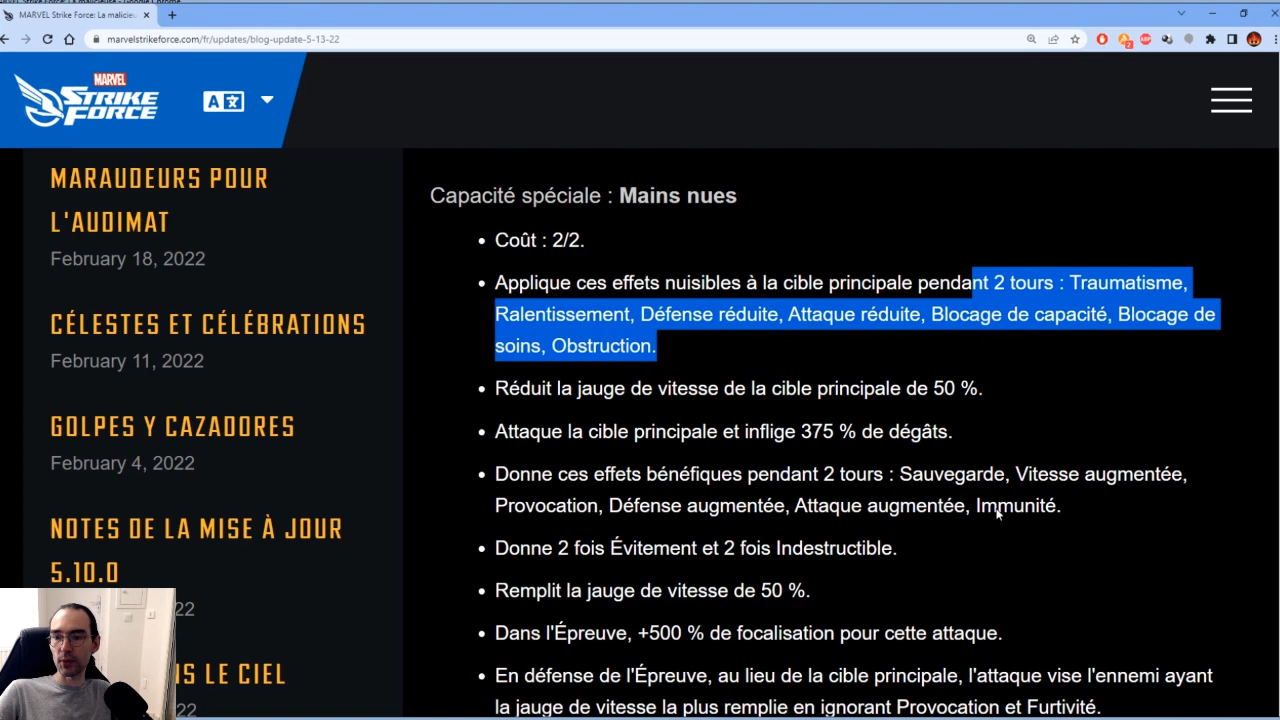 MARVEL Strike Force: La malicieu
marvelstrikeforce.com/fr/updates/blog-update-5-13-22
MARVEL
STRIKE
FORCE
MARAUDEURS POUR
L'AUDIMAT
February 18, 2022
CÉLESTES ET CÉLÉBRATIONS
February 11, 2022
GOLPES Y CAZADORES
February 4, 2022
NOTES DE LA MISE À JOUR
5.10.0
22
LE CIEL
22
Capacité spéciale : Mains nues
• Coût : 2/2.
• Applique ces effets nuisibles à la cible principale pendant 2 tours : Traumatisme,
Ralentissement, Défense réduite, Attaque réduite, Blocage de capacité, Blocage de
soins, Obstruction.
• Réduit la jauge de vitesse de la cible principale de 50 %.
• Attaque la cible principale et inflige 375 % de dégâts.
• Donne ces effets bénéfiques pendant 2 tours : Sauvegarde, Vitesse augmentée,
Provocation, Défense augmentée, Attaque augmentée, Immunité.
• Donne 2 fois Évitement et 2 fois Indestructible.
• Remplit la jauge de vitesse de 50 %.
• Dans l'Épreuve, +500 % de focalisation pour cette attaque.
• En défense de l'Épreuve, au lieu de la cible principale, l'attaque vise l'ennemi ayant
la jauge de vitesse la plus remplie en ignorant Provocation et Furtivité.